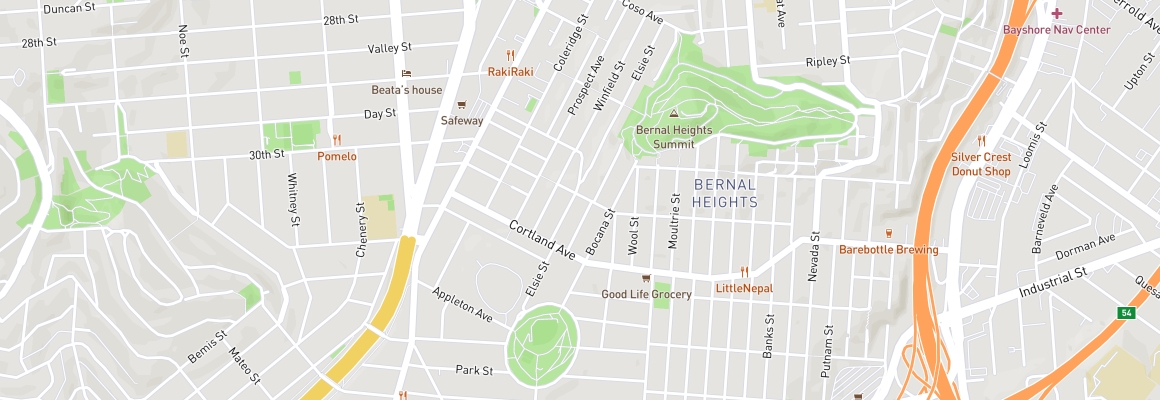 Duncan St
28th St
28th St
Noe St
Valley St
Coso Ave
Coleridge St
Elsie St
Prospect Ave
Winfield St
RakiRaki
Beata's house
Safeway
Day St
30th St
Pomelo
Whitney St
Chenery St
Ripley St
Bernal Heights
Summit
BERNAL
HEIGHTS
Bayshore Nav Center
Upton St
Loomis St
Silver Crest
Donut Shop
Barneveld Ave
Dorman Ave
Industrial St
54
Barebottle Brewing
Nevada St
Moultrie St
Wool St
Bocana St
Cortland Ave
Elsie St
Good Life Grocery
LittleNepal
Appleton Ave
Bemis St
Mateo St
Park St
Banks St
Putnam St